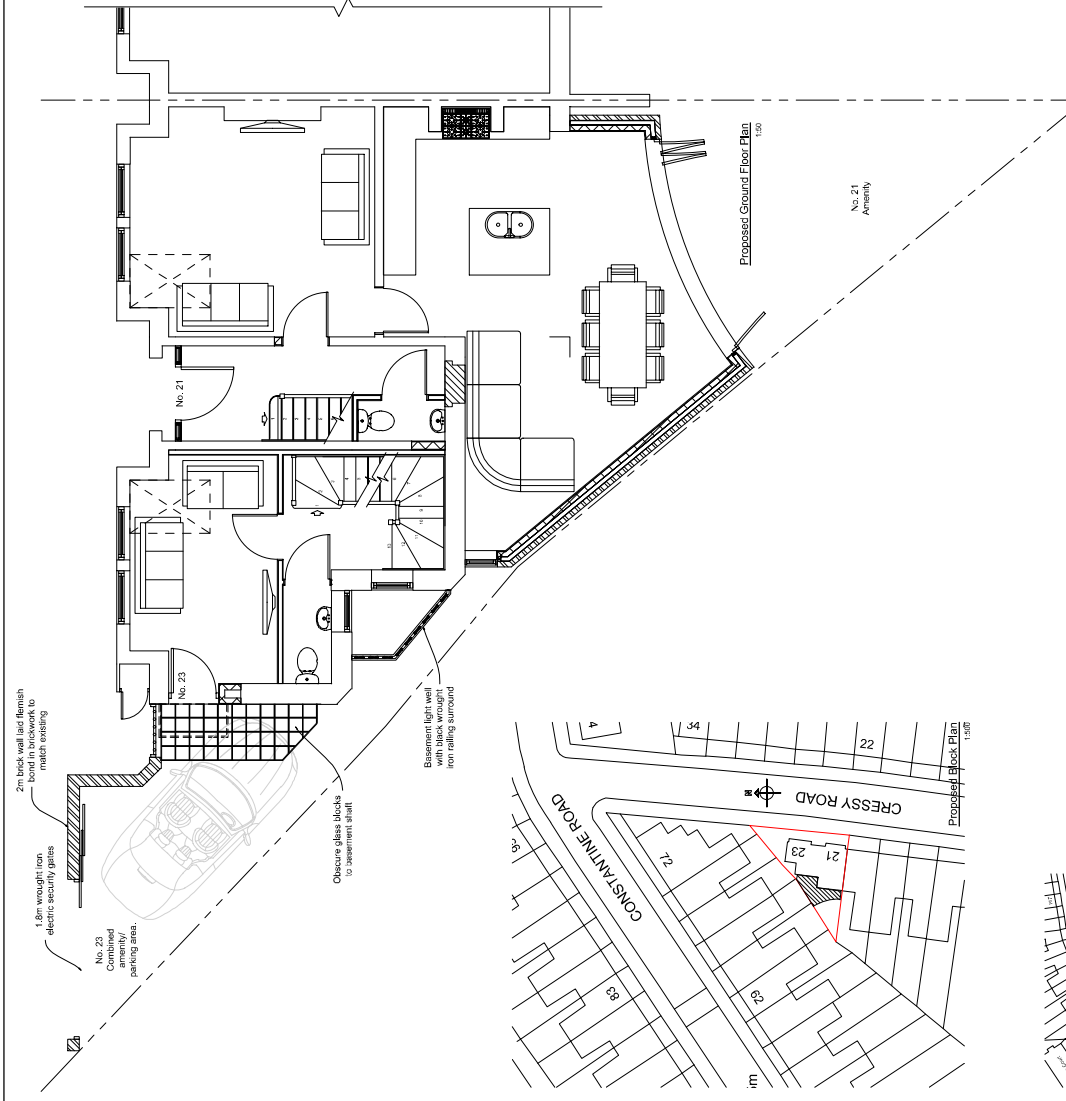 2m brick wall laid flemish
bond in brickwork to
match existing
1.8m wrought iron
electric security gates
No. 23
Combined
amenity/
parking area.
No. 23
No. 21
Obscure glass blocks
to basement shaft
Basement light well
with black wrought
iron railing surround
Proposed Ground Floor Plan
1:50
No. 21
Amenity
CONSTANTINE ROAD
CRESSY ROAD
Proposed Block Plan
1:500
4
34
22
72
23
21
62
83